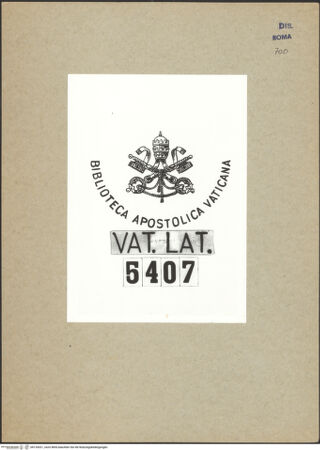 DIS.
ROMA
700
BIBLIOTECA APOSTOLICA VATICANA
VAT. LAT.
5407